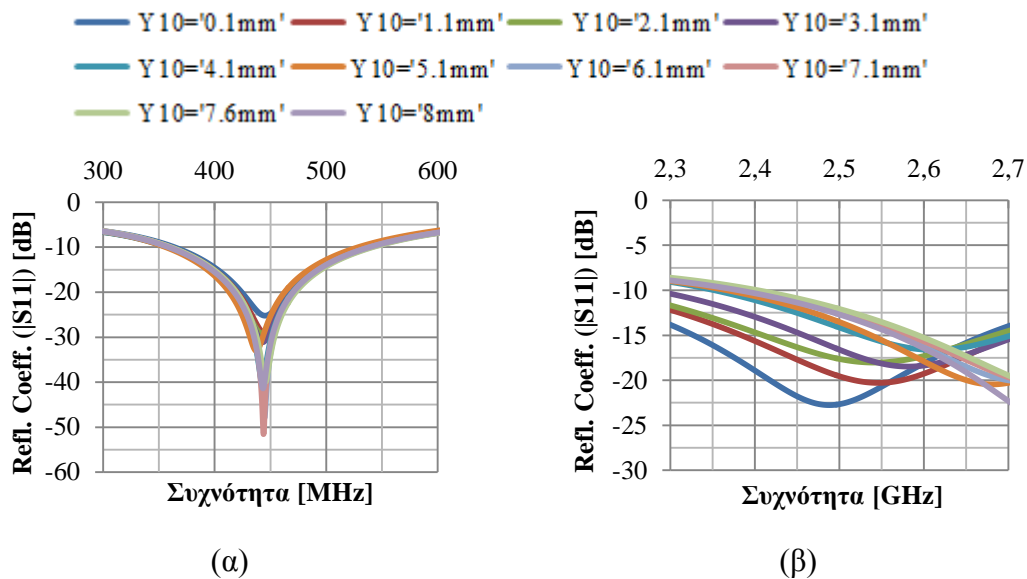 Y10='0.1mm' Y10='1.1mm' Y10='2.1mm' Y10='3.1mm'
Y10='4.1mm' Y10='5.1mm' Y10='6.1mm' Y10='7.1mm'
Y10='7.6mm' Y10='8mm'
300 400 500 600
0
-10
-20
-30
-40
-50
-60
Refl. Coeff. (|S11|) [dB]
Συχνότητα [MHz]
(α)
2,3 2,4 2,5 2,6 2,7
0
-5
-10
-15
-20
-25
-30
Refl. Coeff. (|S11|) [dB]
Συχνότητα [GHz]
(β)